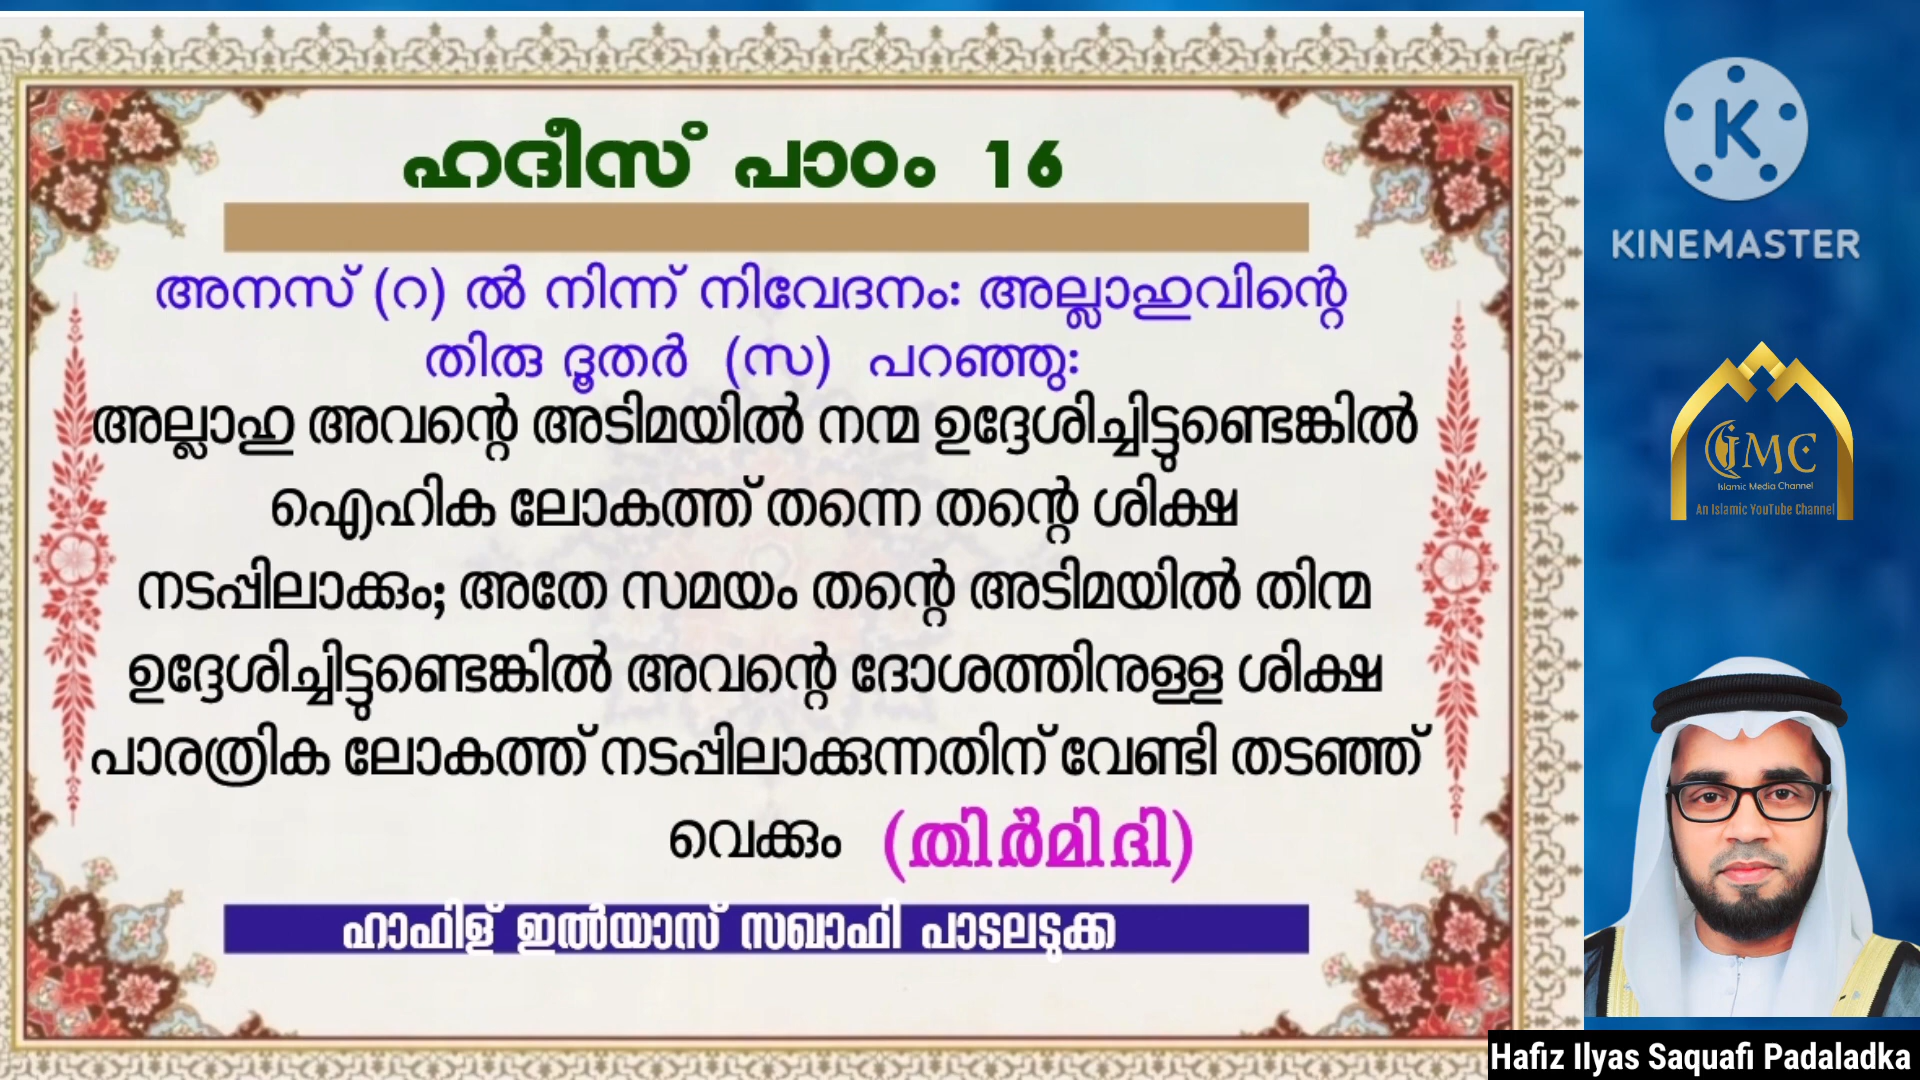 ഹദീസ് പാഠം 16
അനസ് (റ) ൽ നിന്ന് നിവേദനം: അല്ലാഹുവിന്റെ
തിരു ദൂതർ (സ) പറഞ്ഞു:
അല്ലാഹു അവന്റെ അടിമയിൽ നന്മ ഉദ്ദേശിച്ചിട്ടുണ്ടെങ്കിൽ
ഐഹിക ലോകത്ത് തന്നെ തന്റെ ശിക്ഷ
നടപ്പിലാക്കും; അതേ സമയം തന്റെ അടിമയിൽ തിന്മ
ഉദ്ദേശിച്ചിട്ടുണ്ടെങ്കിൽ അവന്റെ ദോശത്തിനുള്ള ശിക്ഷ
പാരത്രിക ലോകത്ത് നടപ്പിലാക്കുന്നതിന് വേണ്ടി തടഞ്ഞ്
വെക്കും (തിർമിദി)
ഹാഫിള് ഇൽയാസ് സഖാഫി പാടലടുക്ക
K
KINEMASTER
IMC
Islamic Media Channel
An Islamic YouTube Channel
Hafiz Ilyas Saquafi Padaladka